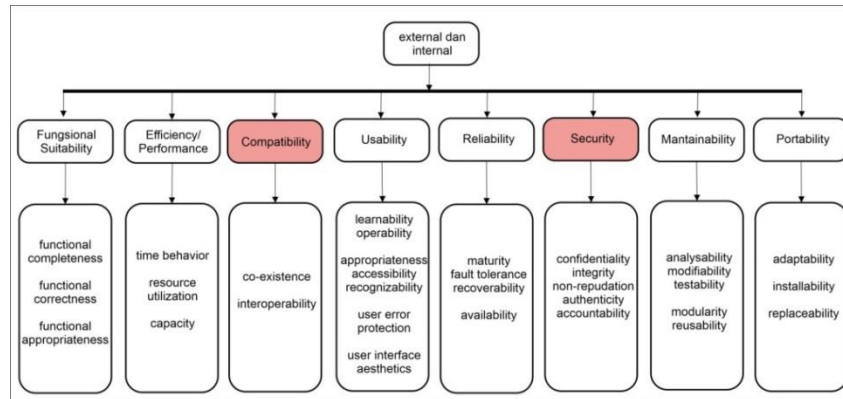 external dan
internal
Fungsional
Suitability
Efficiency/
Performance
Compatibility
Usability
Reliability
Security
Mantainability
Portability
functional
completeness
functional
correctness
functional
appropriateness
time behavior
resource
utilization
capacity
co-existence
interoperability
learnability
operability
appropriateness
accessibility
recognizability
user error
protection
user interface
aesthetics
maturity
fault tolerance
recoverability
availability
confidentiality
integrity
non-repudation
authenticity
accountability
analysability
modifiability
testability
modularity
reusability
adaptability
installability
replaceability